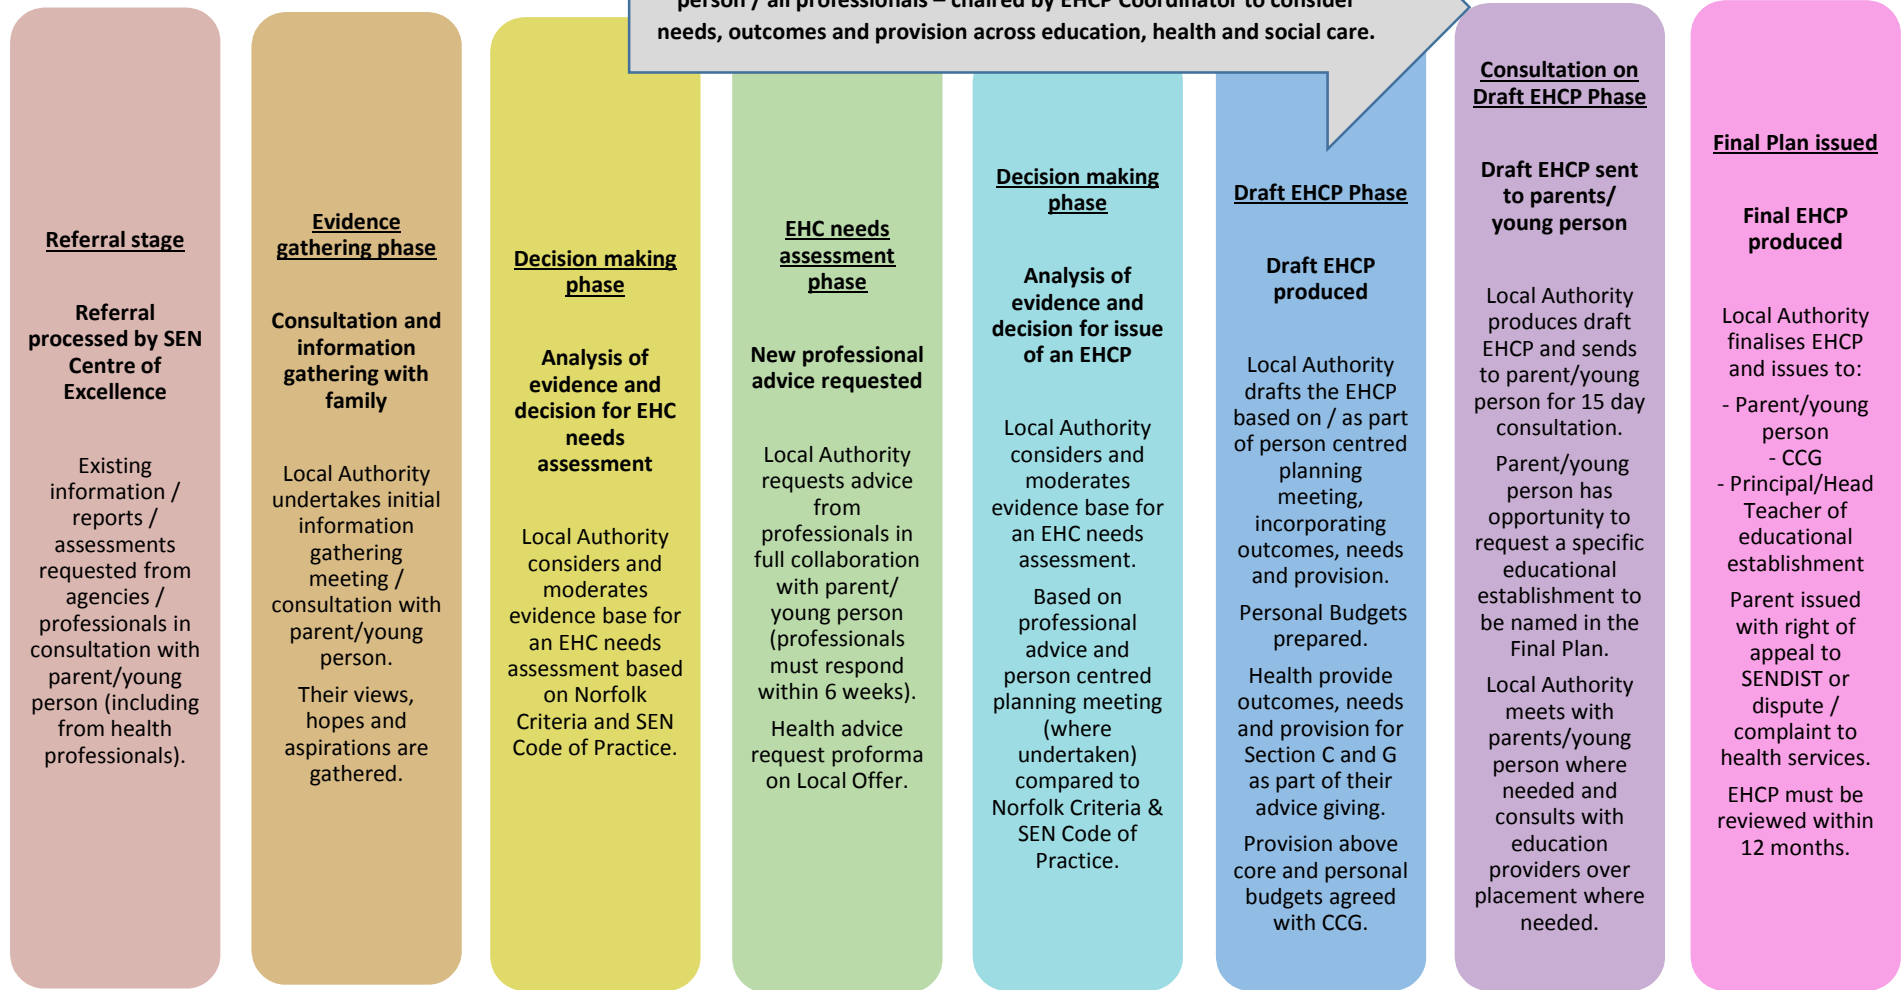 person / all professionals – chaired by EHCP Coordinator to consider
needs, outcomes and provision across education, health and social care.
Referral stage
Referral
processed by SEN
Centre of
Excellence
Existing
information /
reports /
assessments
requested from
agencies /
professionals in
consultation with
parent/young
person (including
from health
professionals).
Evidence
gathering phase
Consultation and
information
gathering with
family
Local Authority
undertakes initial
information
gathering
meeting /
consultation with
parent/young
person.
Their views,
hopes and
aspirations are
gathered.
Decision making
phase
Analysis of
evidence and
decision for EHC
needs
assessment
Local Authority
considers and
moderates
evidence base for
an EHC needs
assessment based
on Norfolk
Criteria and SEN
Code of Practice.
EHC needs
assessment
phase
New professional
advice requested
Local Authority
requests advice
from
professionals in
full collaboration
with parent/
young person
(professionals
must respond
within 6 weeks).
Health advice
request proforma
on Local Offer.
Decision making
phase
Analysis of
evidence and
decision for issue
of an EHCP
Local Authority
considers and
moderates
evidence base for
an EHC needs
assessment.
Based on
professional
advice and
person centred
planning meeting
(where
undertaken)
compared to
Norfolk Criteria &
SEN Code of
Practice.
Draft EHCP Phase
Draft EHCP
produced
Local Authority
drafts the EHCP
based on / as part
of person centred
planning
meeting,
incorporating
outcomes, needs
and provision.
Personal Budgets
prepared.
Health provide
outcomes, needs
and provision for
Section C and G
as part of their
advice giving.
Provision above
core and personal
budgets agreed
with CCG.
Consultation on
Draft EHCP Phase
Draft EHCP sent
to parents/
young person
Local Authority
produces draft
EHCP and sends
to parent/young
person for 15 day
consultation.
Parent/young
person has
opportunity to
request a specific
educational
establishment to
be named in the
Final Plan.
Local Authority
meets with
parents/young
person where
needed and
consults with
education
providers over
placement where
needed.
Final Plan issued
Final EHCP
produced
Local Authority
finalises EHCP
and issues to:
- Parent/young
person
- CCG
- Principal/Head
Teacher of
educational
establishment
Parent issued
with right of
appeal to
SENDIST or
dispute /
complaint to
health services.
EHCP must be
reviewed within
12 months.